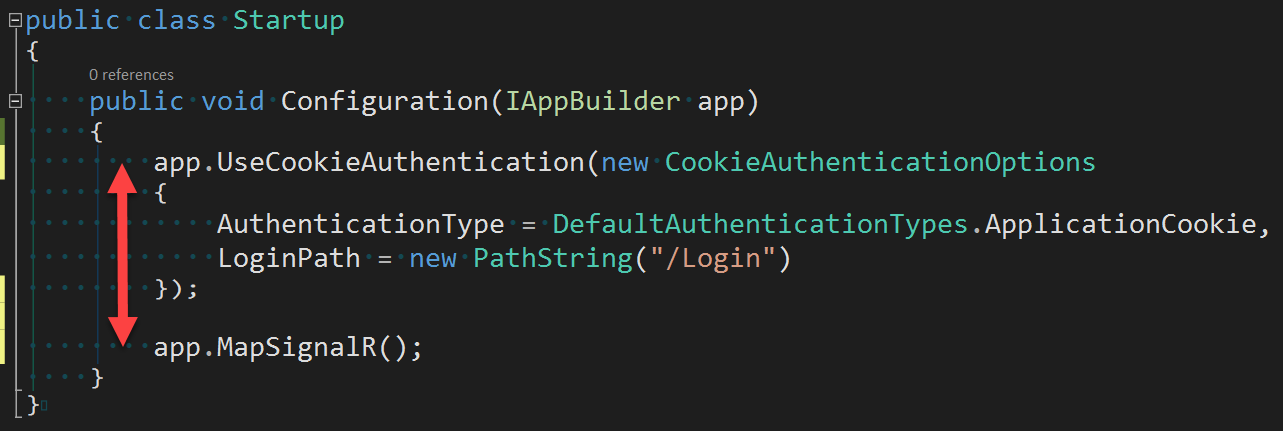 public class Startup
{
0 references
public void Configuration(IAppBuilder app)
{
app.UseCookieAuthentication(new CookieAuthenticationOptions
{
AuthenticationType = DefaultAuthenticationTypes.ApplicationCookie,
LoginPath = new PathString("/Login")
});
app.MapSignalR();
}
}